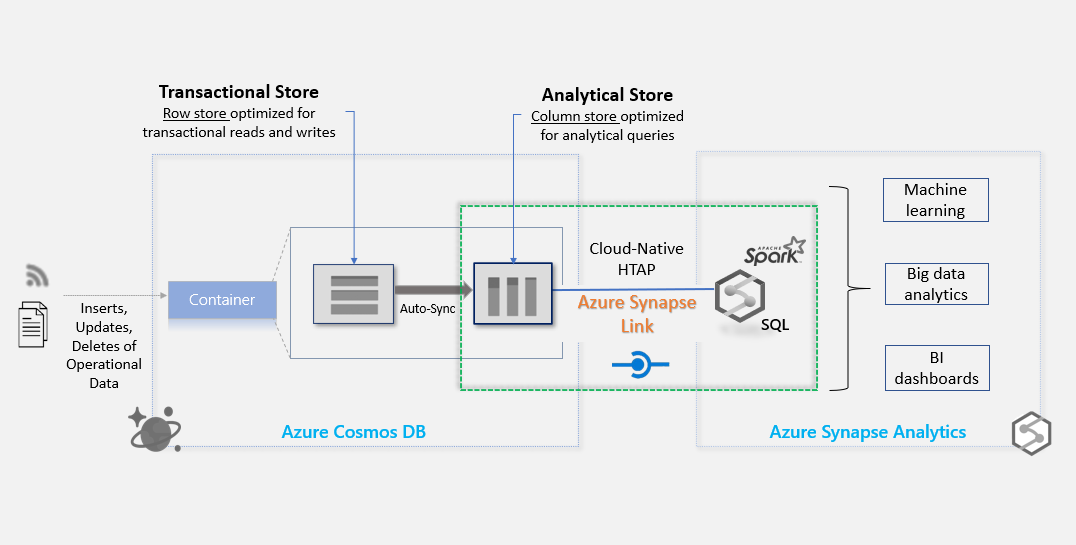 Transactional Store
Row store optimized for
transactional reads and writes
Analytical Store
Column store optimized
for analytical queries
Inserts,
Updates,
Deletes of
Operational
Data
Container
Auto-Sync
Cloud-Native
HTAP
Azure Synapse
Link
APACHE
Spark
SQL
Machine
learning
Big data
analytics
BI
dashboards
Azure Cosmos DB
Azure Synapse Analytics